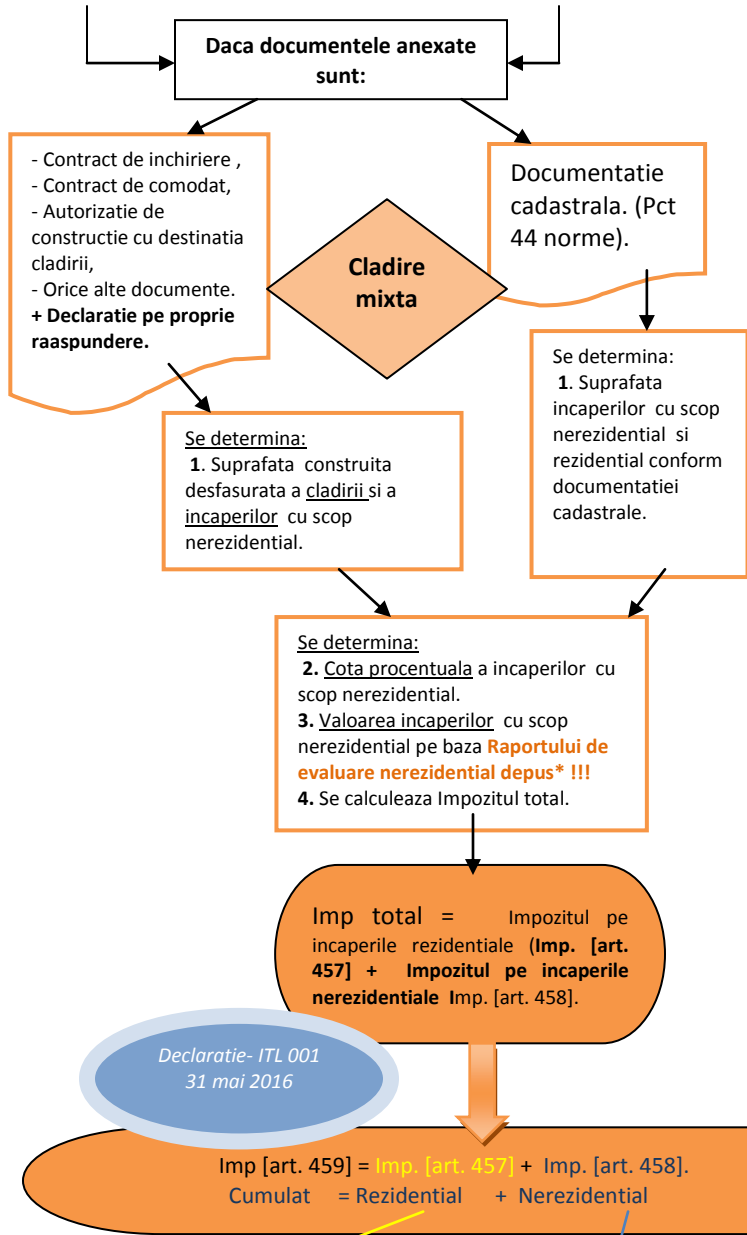 Daca documentele anexate
sunt:
- Contract de inchiriere ,
- Contract de comodat,
- Autorizatie de
constructie cu destinatia
cladirii,
- Orice alte documente.
+ Declaratie pe proprie
raaspundere.
Cladire
mixta
Documentatie
cadastrala. (Pct
44 norme).
Se determina:
1. Suprafata construita
desfasurata a cladirii si a
incaperilor cu scop
nerezidential.
Se determina:
1. Suprafata
incaperilor cu scop
nerezidential si
rezidential conform
documentatiei
cadastrale.
Se determina:
2. Cota procentuala a incaperilor cu
scop nerezidential.
3. Valoarea incaperilor cu scop
nerezidential pe baza Raportului de
evaluare nerezidential depus* !!!
4. Se calculeaza Impozitul total.
Imp total = Impozitul pe
incaperile rezidentiale (Imp. [art.
457] + Impozitul pe incaperile
nerezidentiale Imp. [art. 458].
Declaratie- ITL 001
31 mai 2016
Imp [art. 459] = Imp. [art. 457] + Imp. [art. 458].
Cumulat = Rezidential + Nerezidential